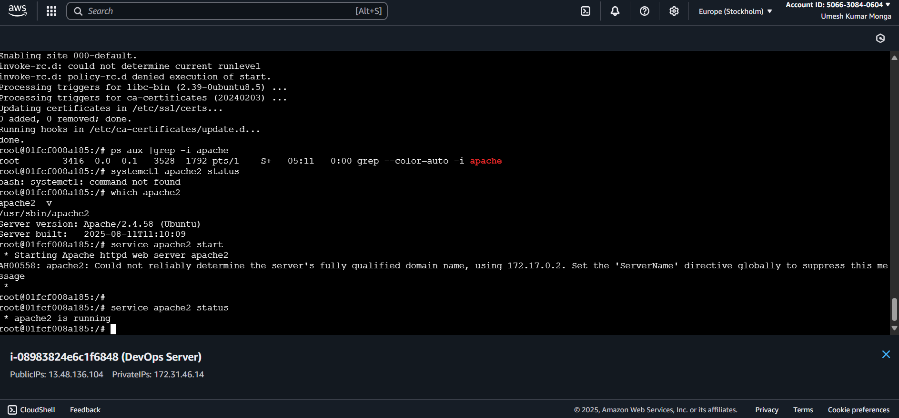 aws
Search
[Alt+S]
Europe (Stockholm)
Account ID: 5066-3084-0604
Umesh Kumar Monga
Enabling site 000-default.
invoke-rc.d: could not determine current runlevel
invoke-rc.d: policy-rc.d denied execution of start.
Processing triggers for libc-bin (2.39-0ubuntu8.5) ...
Processing triggers for ca-certificates (20240203) ...
Updating certificates in /etc/ssl/certs...
0 added, 0 removed; done.
Running hooks in /etc/ca-certificates/update.d...
done.
root@01fcf000a185:/# ps aux |grep -i apache
root 3416 0.0 0.1 3528 1792 pts/1 S+ 05:11 0:00 grep --color=auto -i apache
root@01fcf000a185:/# systemctl apache2 status
bash: systemctl: command not found
root@01fcf000a185:/# which apache2
apache2 v
/usr/sbin/apache2
Server version: Apache/2.4.58 (Ubuntu)
Server built: 2025-08-11T11:10:09
root@01fcf000a185:/# service apache2 start
* Starting Apache httpd web server apache2
AH00558: apache2: Could not reliably determine the server's fully qualified domain name, using 172.17.0.2. Set the 'ServerName' directive globally to suppress this me
ssage
*
root@01fcf000a185:/#
root@01fcf000a185:/# service apache2 status
* apache2 is running
root@01fcf000a185:/#
i-08983824e6c1f6848 (DevOps Server)
PublicIPs: 13.48.136.104 PrivateIPs: 172.31.46.14
CloudShell Feedback
© 2025, Amazon Web Services, Inc. or its affiliates. Privacy Terms Cookie preferences